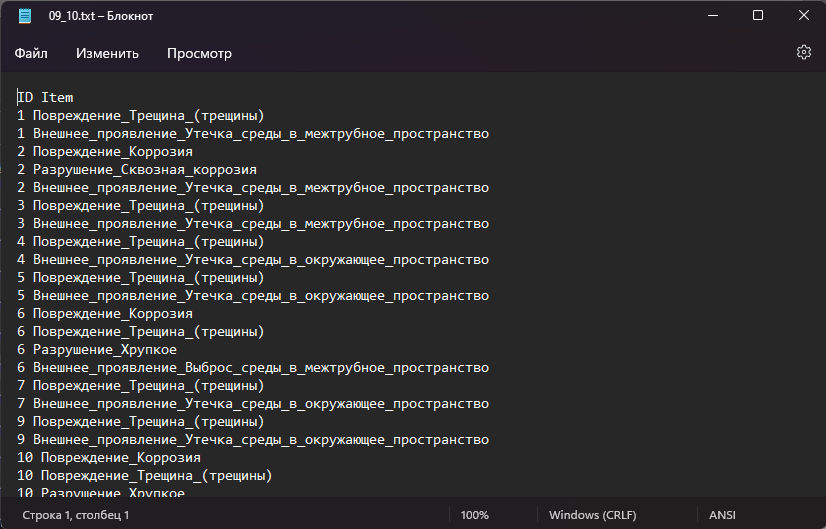 09_10.txt – Блокнот
Файл Изменить Просмотр
ID Item
1 Повреждение_Трещина_(трещины)
1 Внешнее_проявление_Утечка_среды_в_межтрубное_пространство
2 Повреждение_Коррозия
2 Разрушение_Сквозная_коррозия
2 Внешнее_проявление_Утечка_среды_в_межтрубное_пространство
3 Повреждение_Трещина_(трещины)
3 Внешнее_проявление_Утечка_среды_в_межтрубное_пространство
4 Повреждение_Трещина_(трещины)
4 Внешнее_проявление_Утечка_среды_в_окружающее_пространство
5 Повреждение_Трещина_(трещины)
5 Внешнее_проявление_Утечка_среды_в_окружающее_пространство
6 Повреждение_Коррозия
6 Повреждение_Трещина_(трещины)
6 Разрушение_Хрупкое
6 Внешнее_проявление_Выброс_среды_в_межтрубное_пространство
7 Повреждение_Трещина_(трещины)
7 Внешнее_проявление_Утечка_среды_в_окружающее_пространство
9 Повреждение_Трещина_(трещины)
9 Внешнее_проявление_Утечка_среды_в_окружающее_пространство
10 Повреждение_Коррозия
10 Повреждение_Трещина_(трещины)
10 Разрушение_Хрупкое
Строка 1, столбец 1 100% Windows (CRLF) ANSI